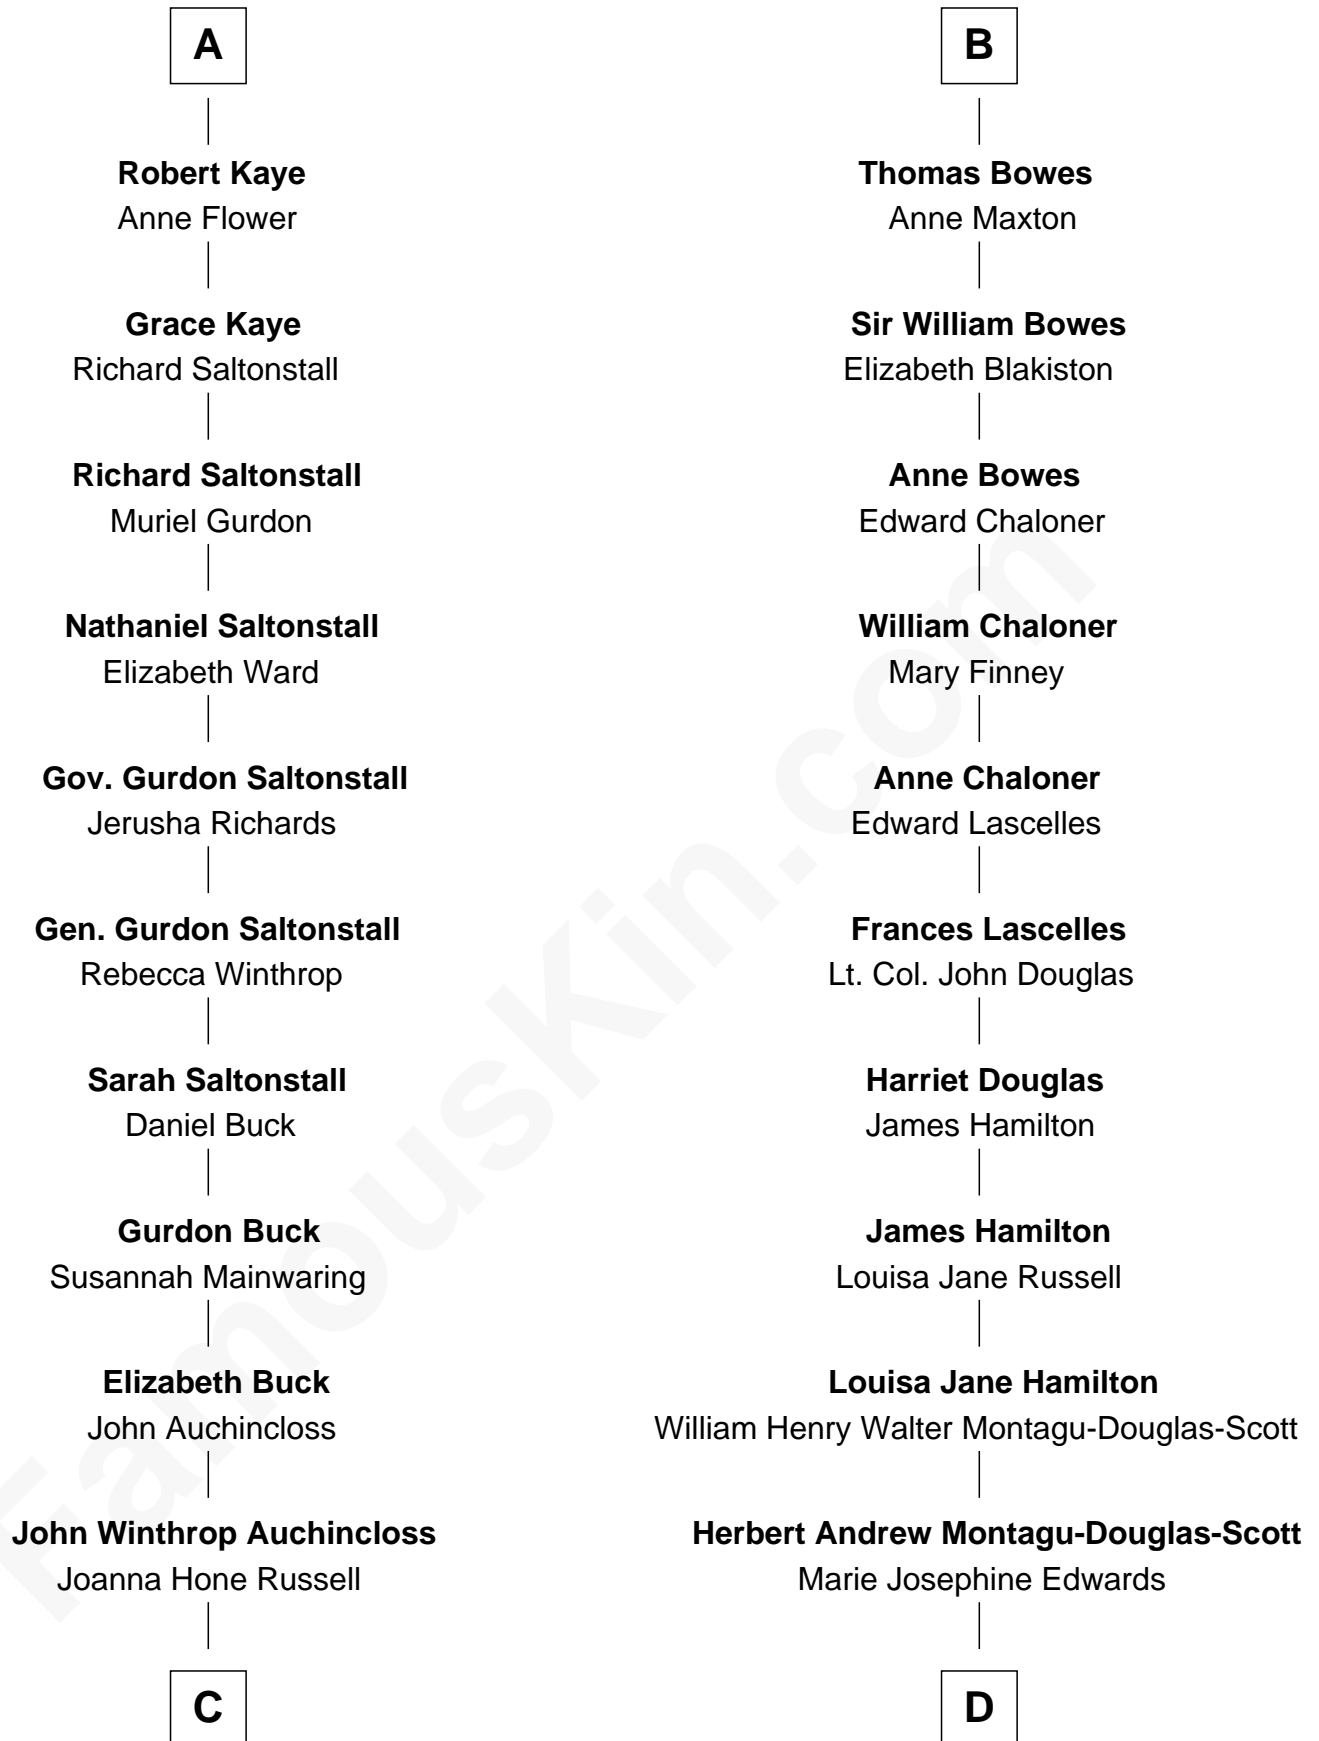 A
Robert Kaye
Anne Flower
Grace Kaye
Richard Saltonstall
Richard Saltonstall
Muriel Gurdon
Nathaniel Saltonstall
Elizabeth Ward
Gov. Gurdon Saltonstall
Jerusha Richards
Gen. Gurdon Saltonstall
Rebecca Winthrop
Sarah Saltonstall
Daniel Buck
Gurdon Buck
Susannah Mainwaring
Elizabeth Buck
John Auchincloss
John Winthrop Auchincloss
Joanna Hone Russell
C
B
Thomas Bowes
Anne Maxton
Sir William Bowes
Elizabeth Blakiston
Anne Bowes
Edward Chaloner
William Chaloner
Mary Finney
Anne Chaloner
Edward Lascelles
Frances Lascelles
Lt. Col. John Douglas
Harriet Douglas
James Hamilton
James Hamilton
Louisa Jane Russell
Louisa Jane Hamilton
William Henry Walter Montagu-Douglas-Scott
Herbert Andrew Montagu-Douglas-Scott
Marie Josephine Edwards
D
FamousKin.com